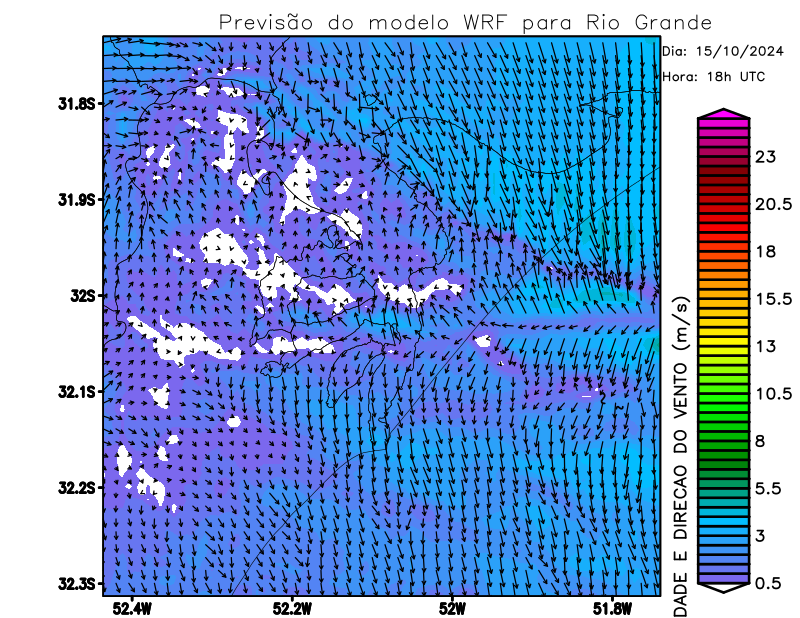 Previsão do modelo WRF para Rio Grande
Dia: 15/10/2024
Hora: 18h UTC
31.8S
31.9S
32S
32.1S
32.2S
32.3S
52.4W
52.2W
52W
51.8W
DADE E DIRECAO DO VENTO (m/s)
23
20.5
18
15.5
13
10.5
8
5.5
3
0.5